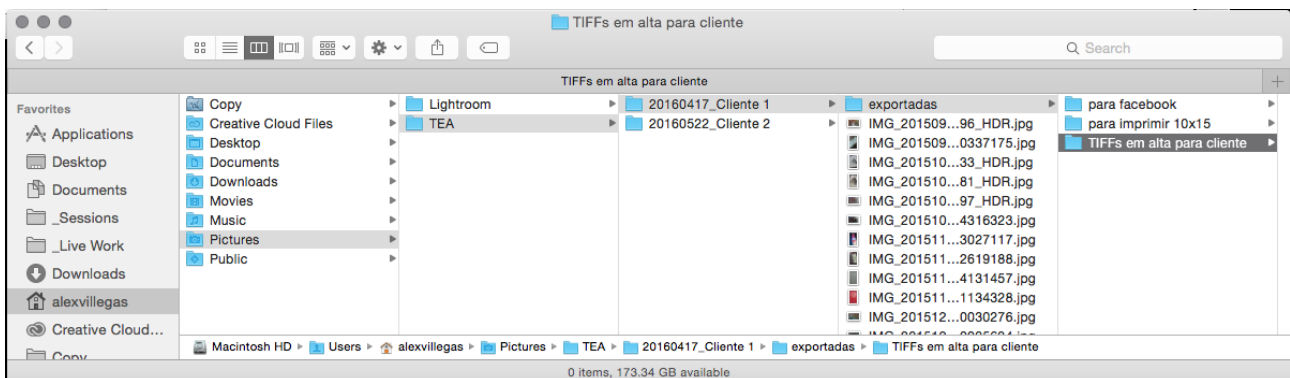 TIFFs em alta para cliente
Search
TIFFs em alta para cliente
Favorites
Applications
Desktop
Documents
_Sessions
_Live Work
Downloads
alexvillegas
Creative Cloud...
Copy
Copy
Creative Cloud Files
Desktop
Documents
Downloads
Movies
Music
Pictures
Public
Lightroom
TEA
20160417_Cliente 1
20160522_Cliente 2
exportadas
IMG_201509...96_HDR.jpg
IMG_201509...0337175.jpg
IMG_201510...33_HDR.jpg
IMG_201510...81_HDR.jpg
IMG_201510...97_HDR.jpg
IMG_201510...4316323.jpg
IMG_201511...3027117.jpg
IMG_201511...2619188.jpg
IMG_201511...4131457.jpg
IMG_201511...1134328.jpg
IMG_201512...0030276.jpg
para facebook
para imprimir 10x15
TIFFs em alta para cliente
Macintosh HD Users alexvillegas Pictures TEA 20160417_Cliente 1 exportadas TIFFs em alta para cliente
0 items, 173.34 GB available